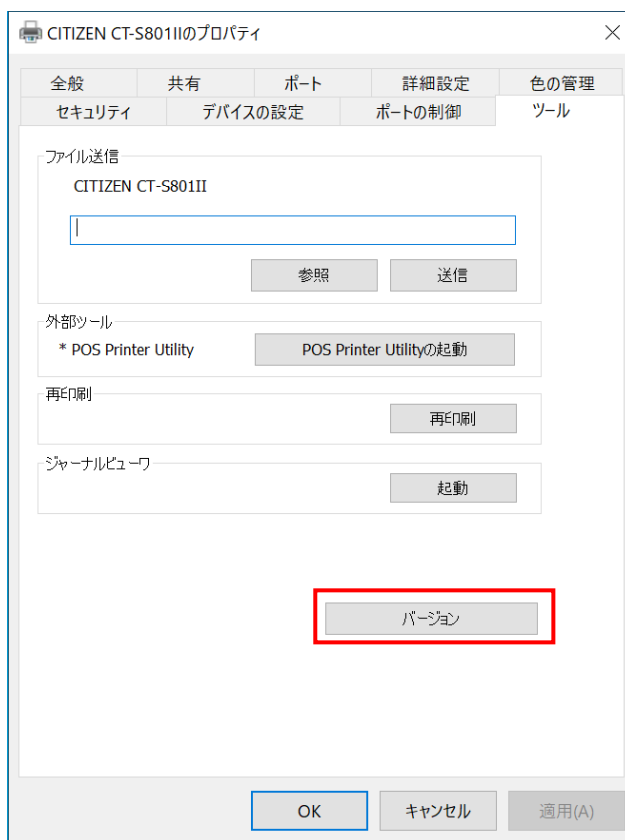 CITIZEN CT-S801IIのプロパティ
全般 共有 ポート 詳細設定 色の管理
セキュリティ デバイスの設定 ポートの制御 ツール
ファイル送信
CITIZEN CT-S801II
参照 送信
外部ツール
* POS Printer Utility POS Printer Utilityの起動
再印刷
再印刷
ジャーナルビューワ
起動
バージョン
OK キャンセル 適用(A)